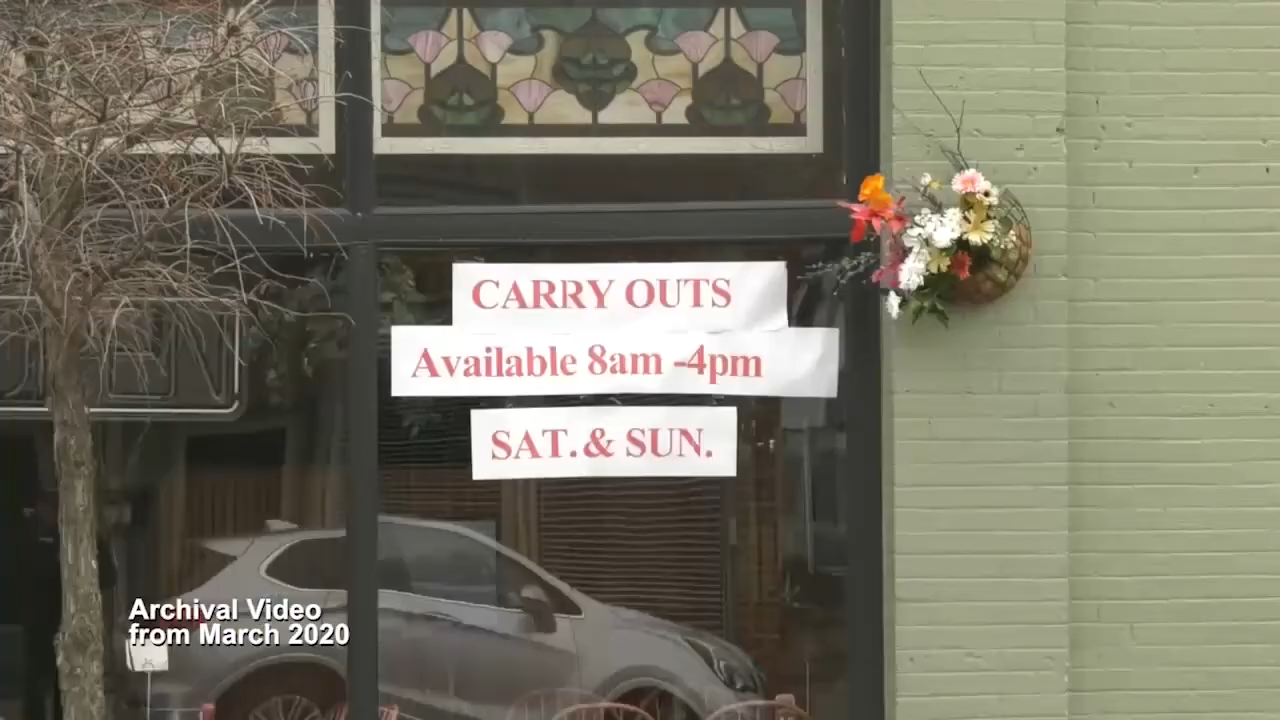 CARRY OUTS
Available 8am -4pm
SAT.& SUN.
Archival Video
from March 2020